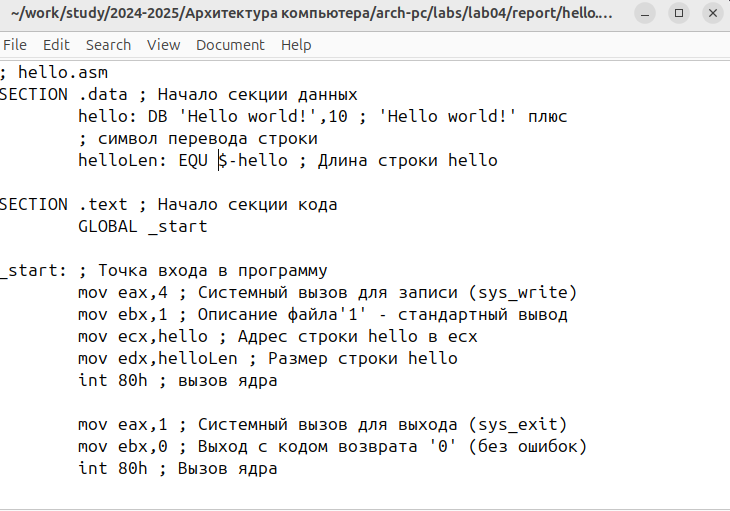 ~/work/study/2024-2025/Архитектура компьютера/arch-pc/labs/lab04/report/hello....
File Edit Search View Document Help
; hello.asm
SECTION .data ; Начало секции данных
hello: DB 'Hello world!',10 ; 'Hello world!' плюс
; символ перевода строки
helloLen: EQU $-hello ; Длина строки hello
SECTION .text ; Начало секции кода
GLOBAL _start
_start: ; Точка входа в программу
mov eax,4 ; Системный вызов для записи (sys_write)
mov ebx,1 ; Описание файла'1' - стандартный вывод
mov ecx,hello ; Адрес строки hello в ecx
mov edx,helloLen ; Размер строки hello
int 80h ; вызов ядра
mov eax,1 ; Системный вызов для выхода (sys_exit)
mov ebx,0 ; Выход с кодом возврата '0' (без ошибок)
int 80h ; Вызов ядра